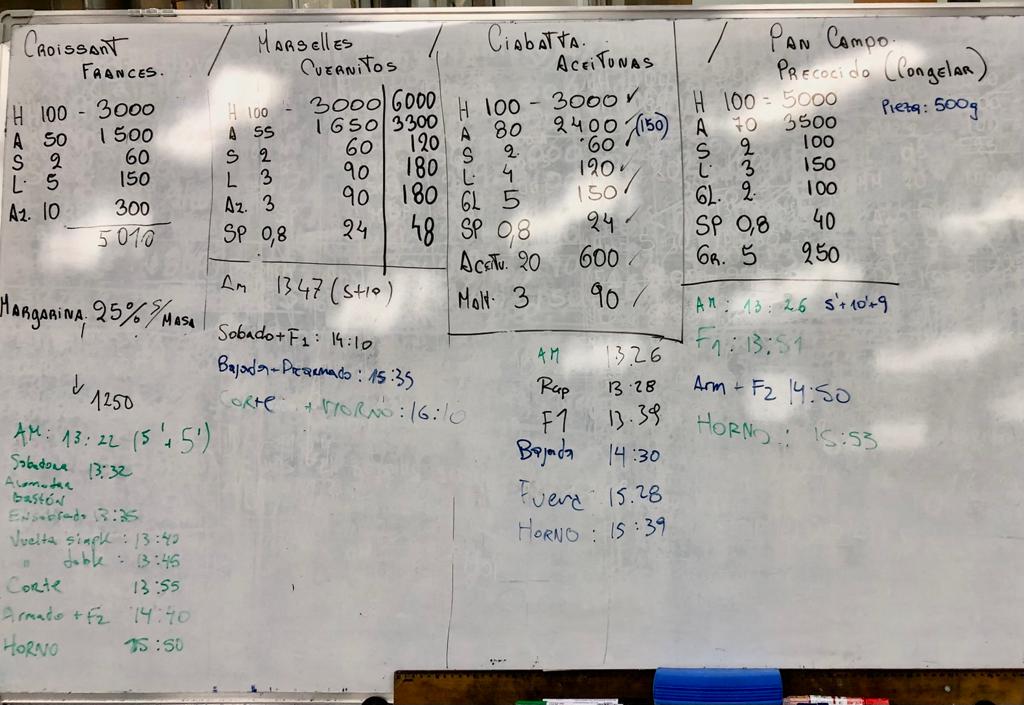 CROISSANT
FRANCES.
H 100 - 3000
A 50 1500
S 2 60
L 5 150
Az. 10 300
5010
MARGARINA: 25% S/MASA
↓ 1250
AM: 13:22 (5'+5')
Sobadora 13:32
Acomodar
Bastón
Ensabrado 13:35
Vuelta simple: 13:40
" doble: 13:45
Corte 13:55
Armado + F2 14:40
HORNO 15:50
/ MARSELLES /
CUERNITOS
H 100 - 3000 6000
A 55 1650 3300
S 2 60 120
L 3 90 180
Az. 3 90 180
SP 0,8 24 48
Am 1347 (5+10)
Sobado+F1: 14:10
Bajada+Prearmado: 15:35
CORTE + HORNO: 16:10
CIABATTA.
ACEITUNAS
H 100 - 3000 ✓
A 80 2400 ✓ (150)
S 2 60 ✓
L 4 120 ✓
GL 5 150 ✓
SP 0,8 24 ✓
Aceitu. 20 600 ✓
Malt. 3 90 ✓
AM 13.26
Rap 13.28
F1 13.39
Bajada 14:30
Fuera 15.28
HORNO: 15:39
/ PAN CAMPO.
PRECOCIDO (Congelar)
H 100 = 5000 Pieza: 500g
A 70 3500
S 2 100
L 3 150
GL. 2 100
SP 0,8 40
Gr. 5 250
AM: 13:26 5'+10'+9
F1: 13:51
Arm + F2 14:50
HORNO: 15:53